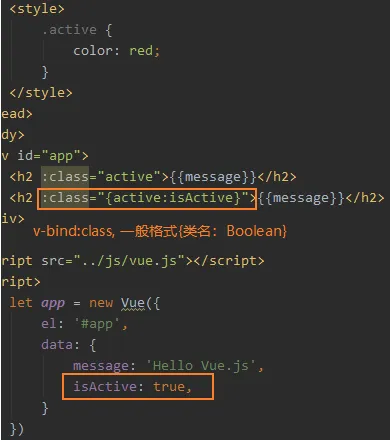 <style>
.active {
color: red;
}
</style>
ead>
dy>
v id="app">
<h2 :class="active">{{message}}</h2>
<h2 :class="{active:isActive}">{{message}}</h2>
iv>
v-bind:class, 一般格式{类名：Boolean}
ript src="../js/vue.js"></script>
ript>
let app = new Vue({
el: '#app',
data: {
message: 'Hello Vue.js',
isActive: true,
}
})